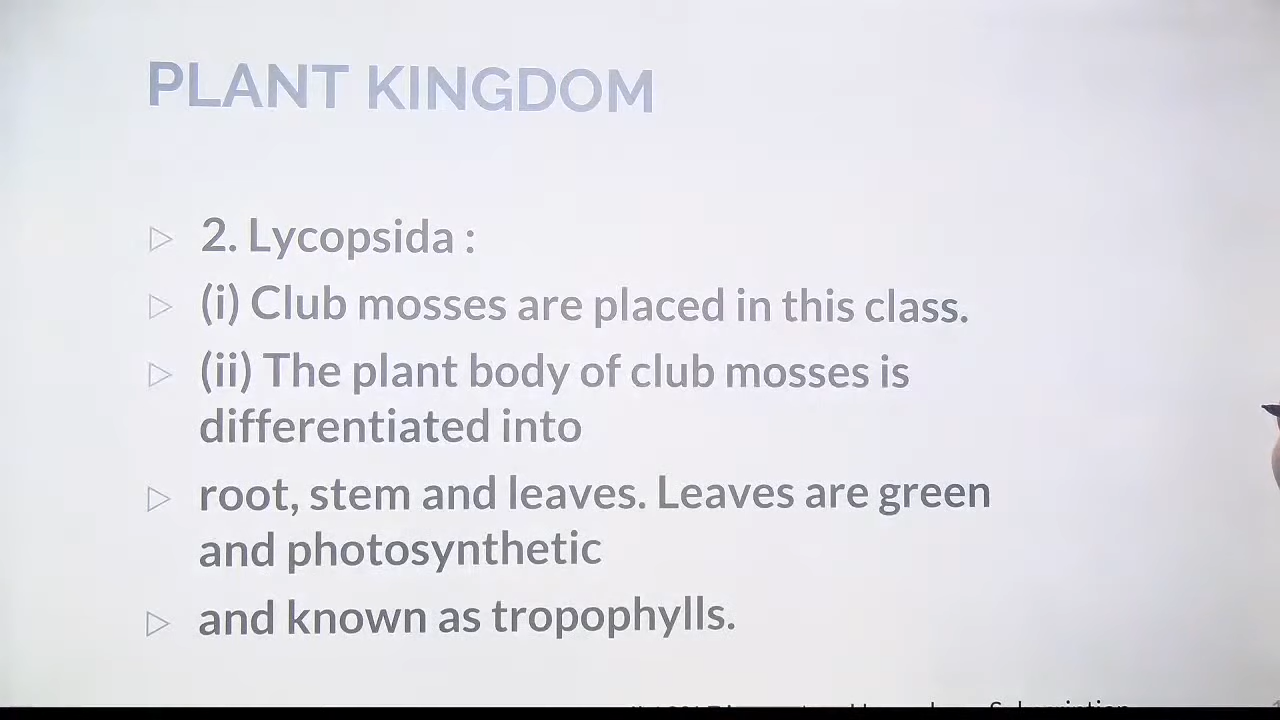 PLANT KINGDOM
2. Lycopsida :
(i) Club mosses are placed in this class.
(ii) The plant body of club mosses is
differentiated into
root, stem and leaves. Leaves are green
and photosynthetic
and known as tropophylls.